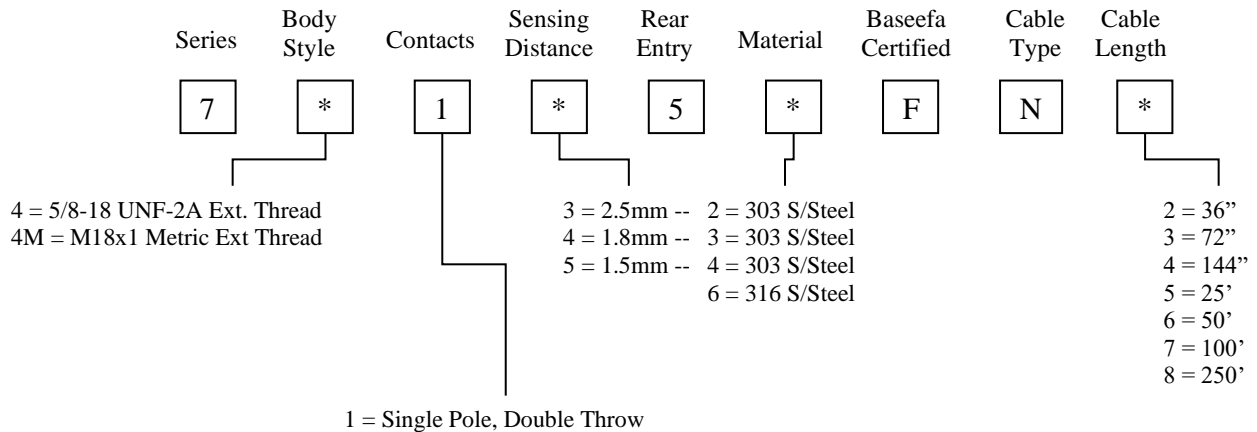 Series
Body
Style
Contacts
Sensing
Distance
Rear
Entry
Material
Baseefa
Certified
Cable
Type
Cable
Length
7 * 1 * 5 * F N *
4 = 5/8-18 UNF-2A Ext. Thread
4M = M18x1 Metric Ext Thread
3 = 2.5mm -- 2 = 303 S/Steel
4 = 1.8mm -- 3 = 303 S/Steel
5 = 1.5mm -- 4 = 303 S/Steel
6 = 316 S/Steel
2 = 36”
3 = 72”
4 = 144”
5 = 25’
6 = 50’
7 = 100’
8 = 250’
1 = Single Pole, Double Throw